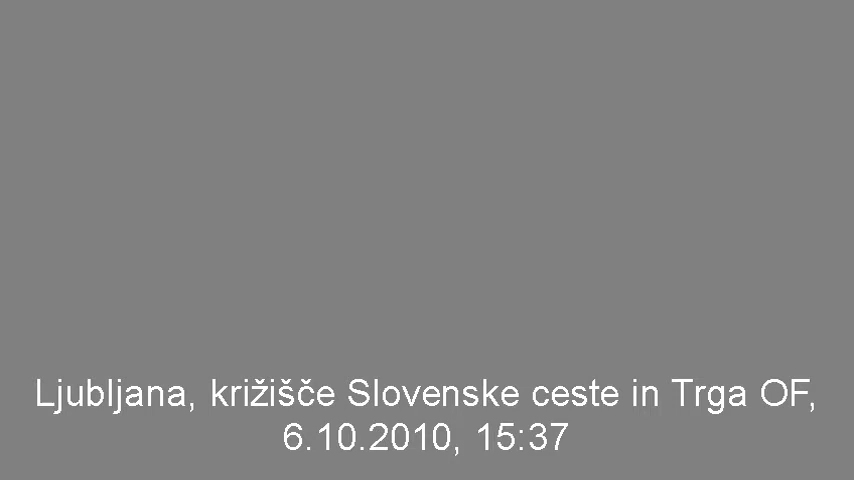 Ljubljana, križišče Slovenske ceste in Trga OF,
6.10.2010, 15:37